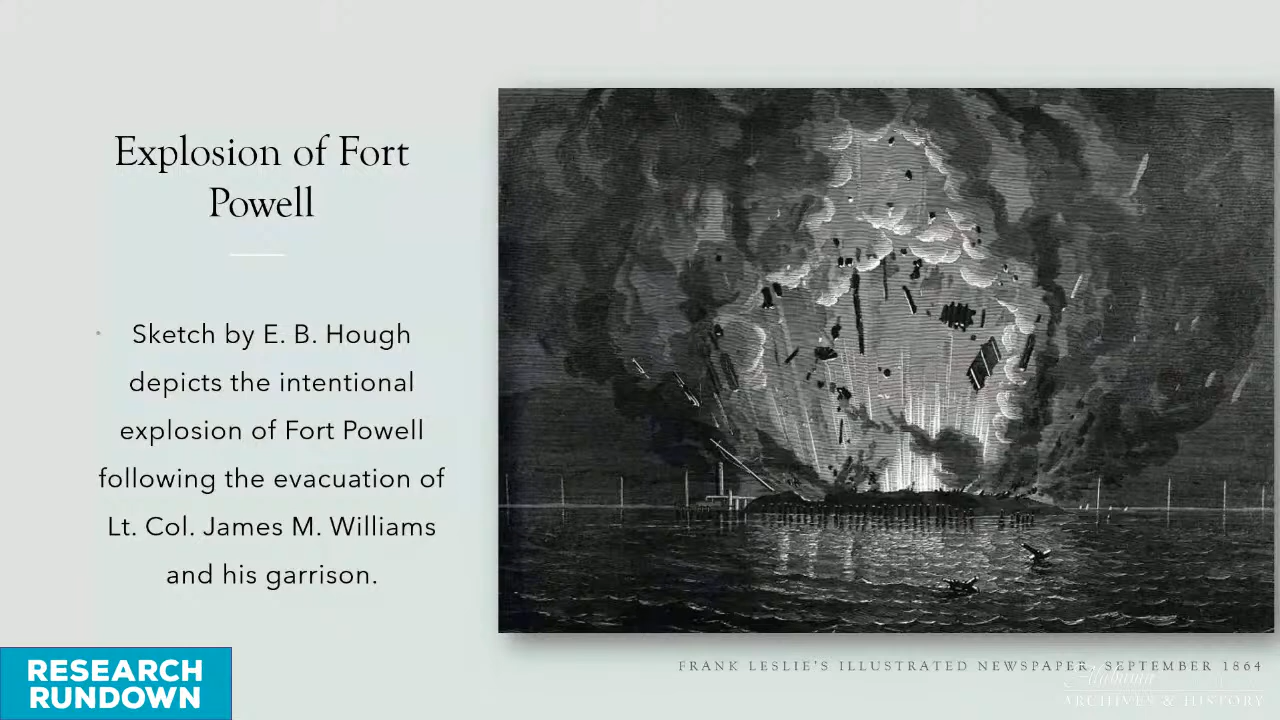 Explosion of Fort
Powell
Sketch by E. B. Hough
depicts the intentional
explosion of Fort Powell
following the evacuation of
Lt. Col. James M. Williams
and his garrison.
FRANK LESLIE'S ILLUSTRATED NEWSPAPER, SEPTEMBER 1864
Alabama
ARCHIVES & HISTORY
RESEARCH
RUNDOWN